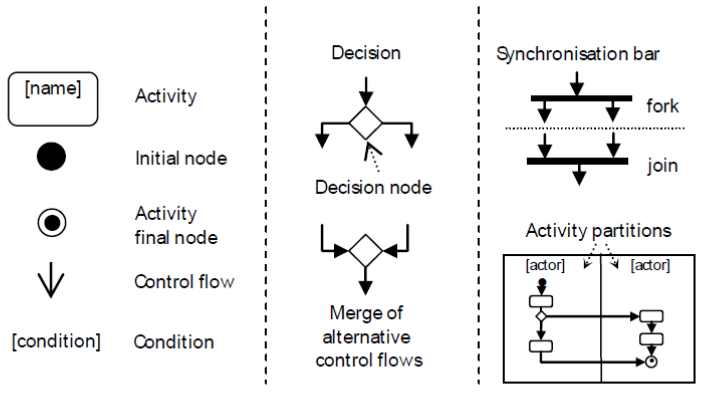 [name]
Activity
Initial node
Activity
final node
Control flow
[condition]
Condition
Decision
Decision node
Merge of
alternative
control flows
Synchronisation bar
fork
join
Activity partitions
[actor]
[actor]